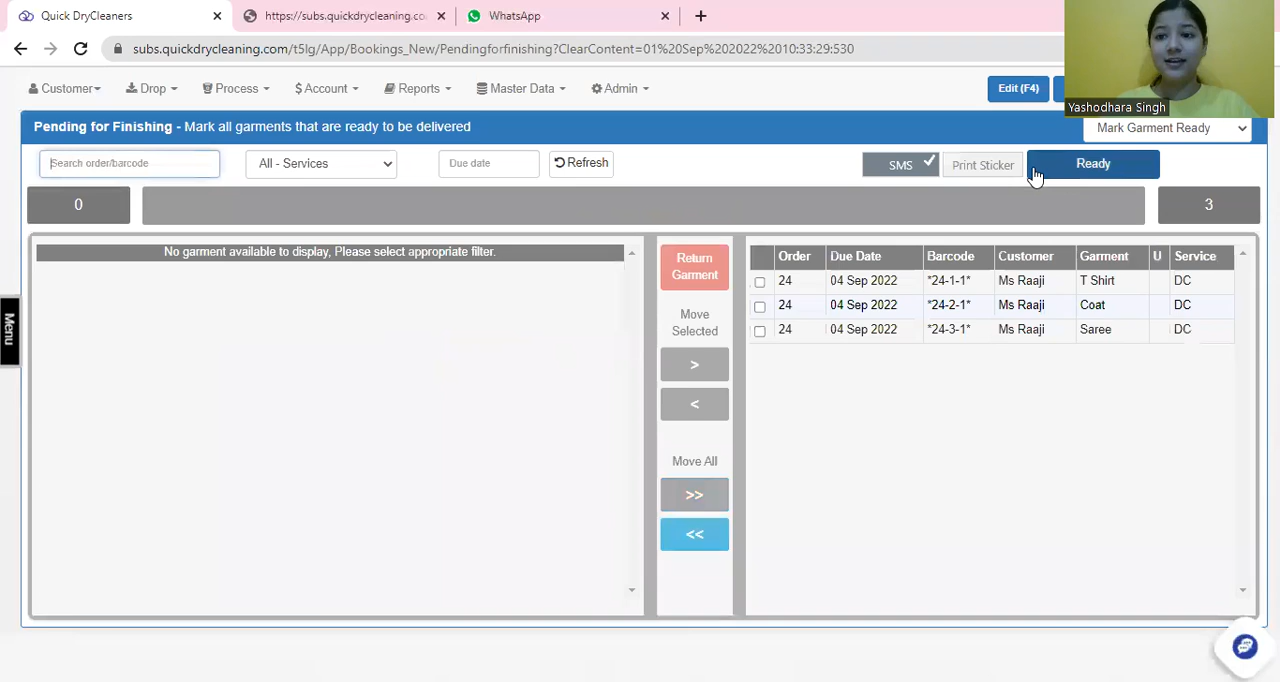 Quick DryCleaners
https://subs.quickdrycleaning.co
WhatsApp
subs.quickdrycleaning.com/t5lg/App/Bookings_New/Pendingforfinishing?ClearContent=01%20Sep%202022%2010:33:29:530
Customer Drop Process $Account Reports Master Data Admin Edit (F4)
Yashodhara Singh
Pending for Finishing - Mark all garments that are ready to be delivered Mark Garment Ready
Search order/barcode All - Services Due date Refresh SMS Print Sticker Ready
0 3
No garment available to display, Please select appropriate filter.
Return Garment
Move Selected
>
<
Move All
>>
<<
Order Due Date Barcode Customer Garment U Service
24 04 Sep 2022 *24-1-1* Ms Raaji T Shirt DC
24 04 Sep 2022 *24-2-1* Ms Raaji Coat DC
24 04 Sep 2022 *24-3-1* Ms Raaji Saree DC
Menu